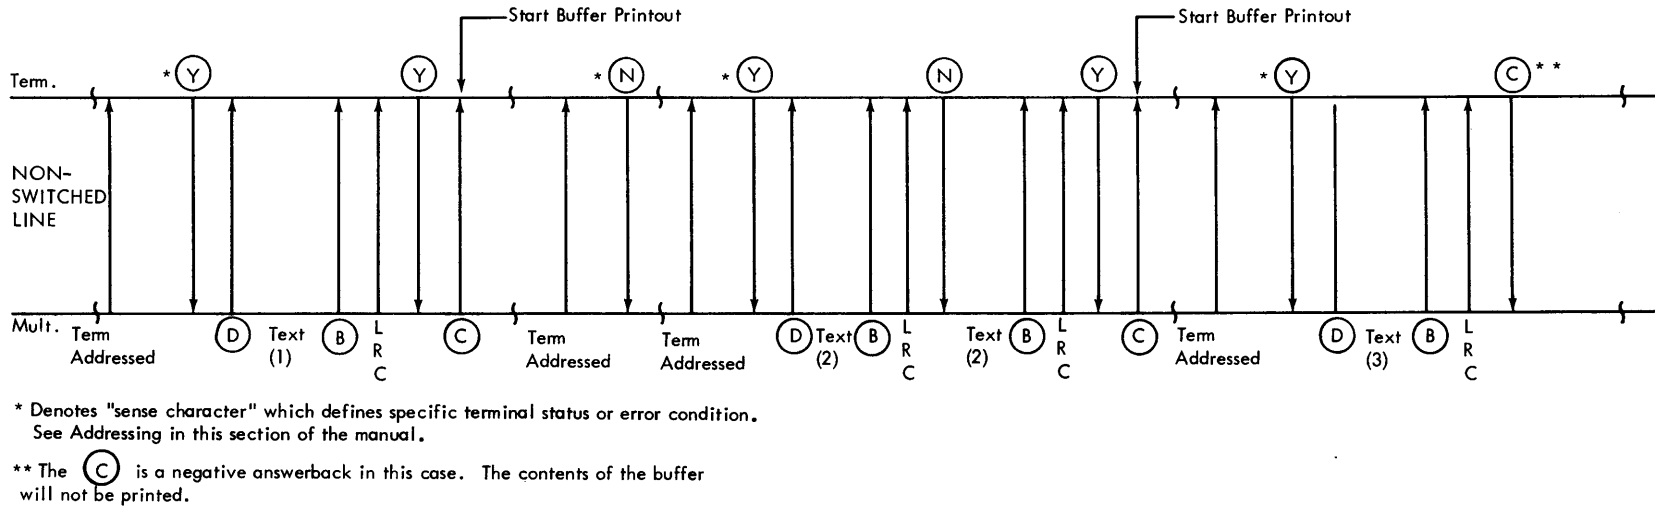 Start Buffer Printout
Start Buffer Printout
Term.
* Y
Y
* N
* Y
N
Y
* Y
C * *
NON-
SWITCHED
LINE
Mult.
Term
Addressed
D
Text
(1)
B
L
R
C
C
Term
Addressed
Term
Addressed
D
Text
(2)
B
L
R
C
Text
(2)
B
L
R
C
C
Term
Addressed
D
Text
(3)
B
L
R
C
* Denotes "sense character" which defines specific terminal status or error condition.
See Addressing in this section of the manual.
** The C is a negative answerback in this case. The contents of the buffer
will not be printed.